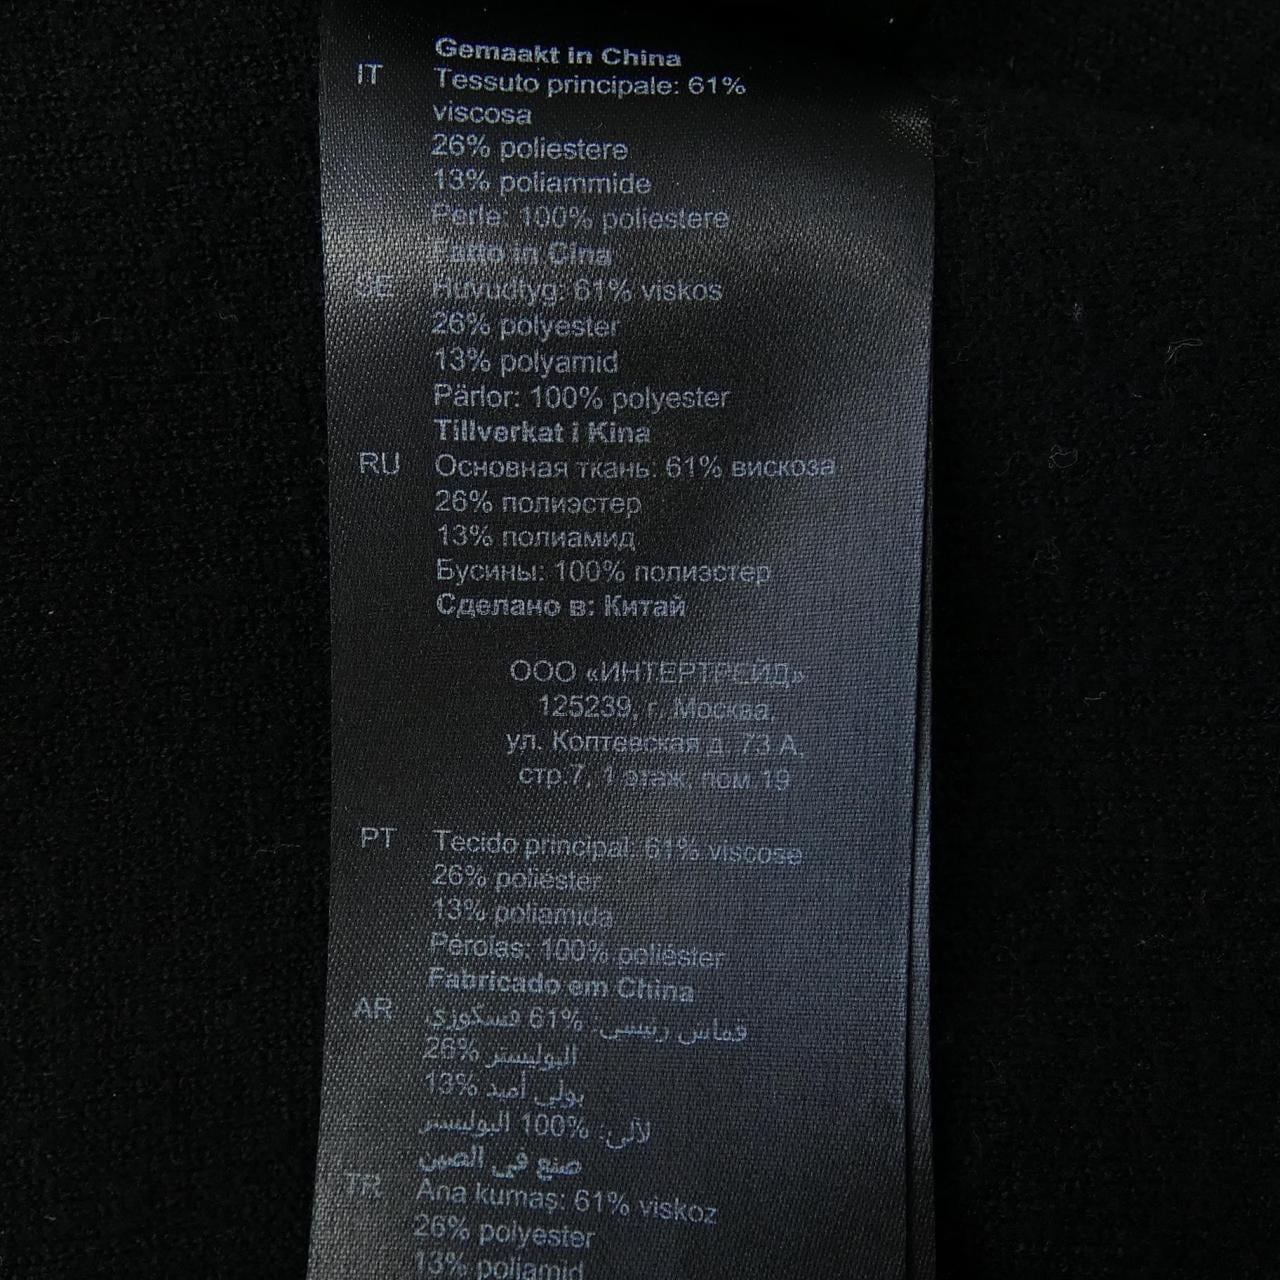 Gemaakt in China
IT Tessuto principale: 61%
viscosa
26% poliestere
13% poliammide
Perle: 100% poliestere
Fatto in Cina
SE Huvudtyg: 61% viskos
26% polyester
13% polyamid
Pärlor: 100% polyester
Tillverkat i Kina
RU Основная ткань: 61% вискоза
26% полиэстер
13% полиамид
Бусины: 100% полиэстер
Сделано в: Китай
ООО «ИНТЕРТРЕЙД»
125239, г. Москва,
ул. Коптевская д. 73 А,
стр.7, 1 этаж, пом 19
PT Tecido principal: 61% viscose
26% poliéster
13% poliamida
Pérolas: 100% poliéster
Fabricado em China
AR قماس رئيسى: 61% فسكوزي
26% البوليستر
13% بولى أميد
لآلئ: 100% البوليستر
صنع في الصين
TR Ana kumaş: 61% viskoz
26% polyester
13% poliamid